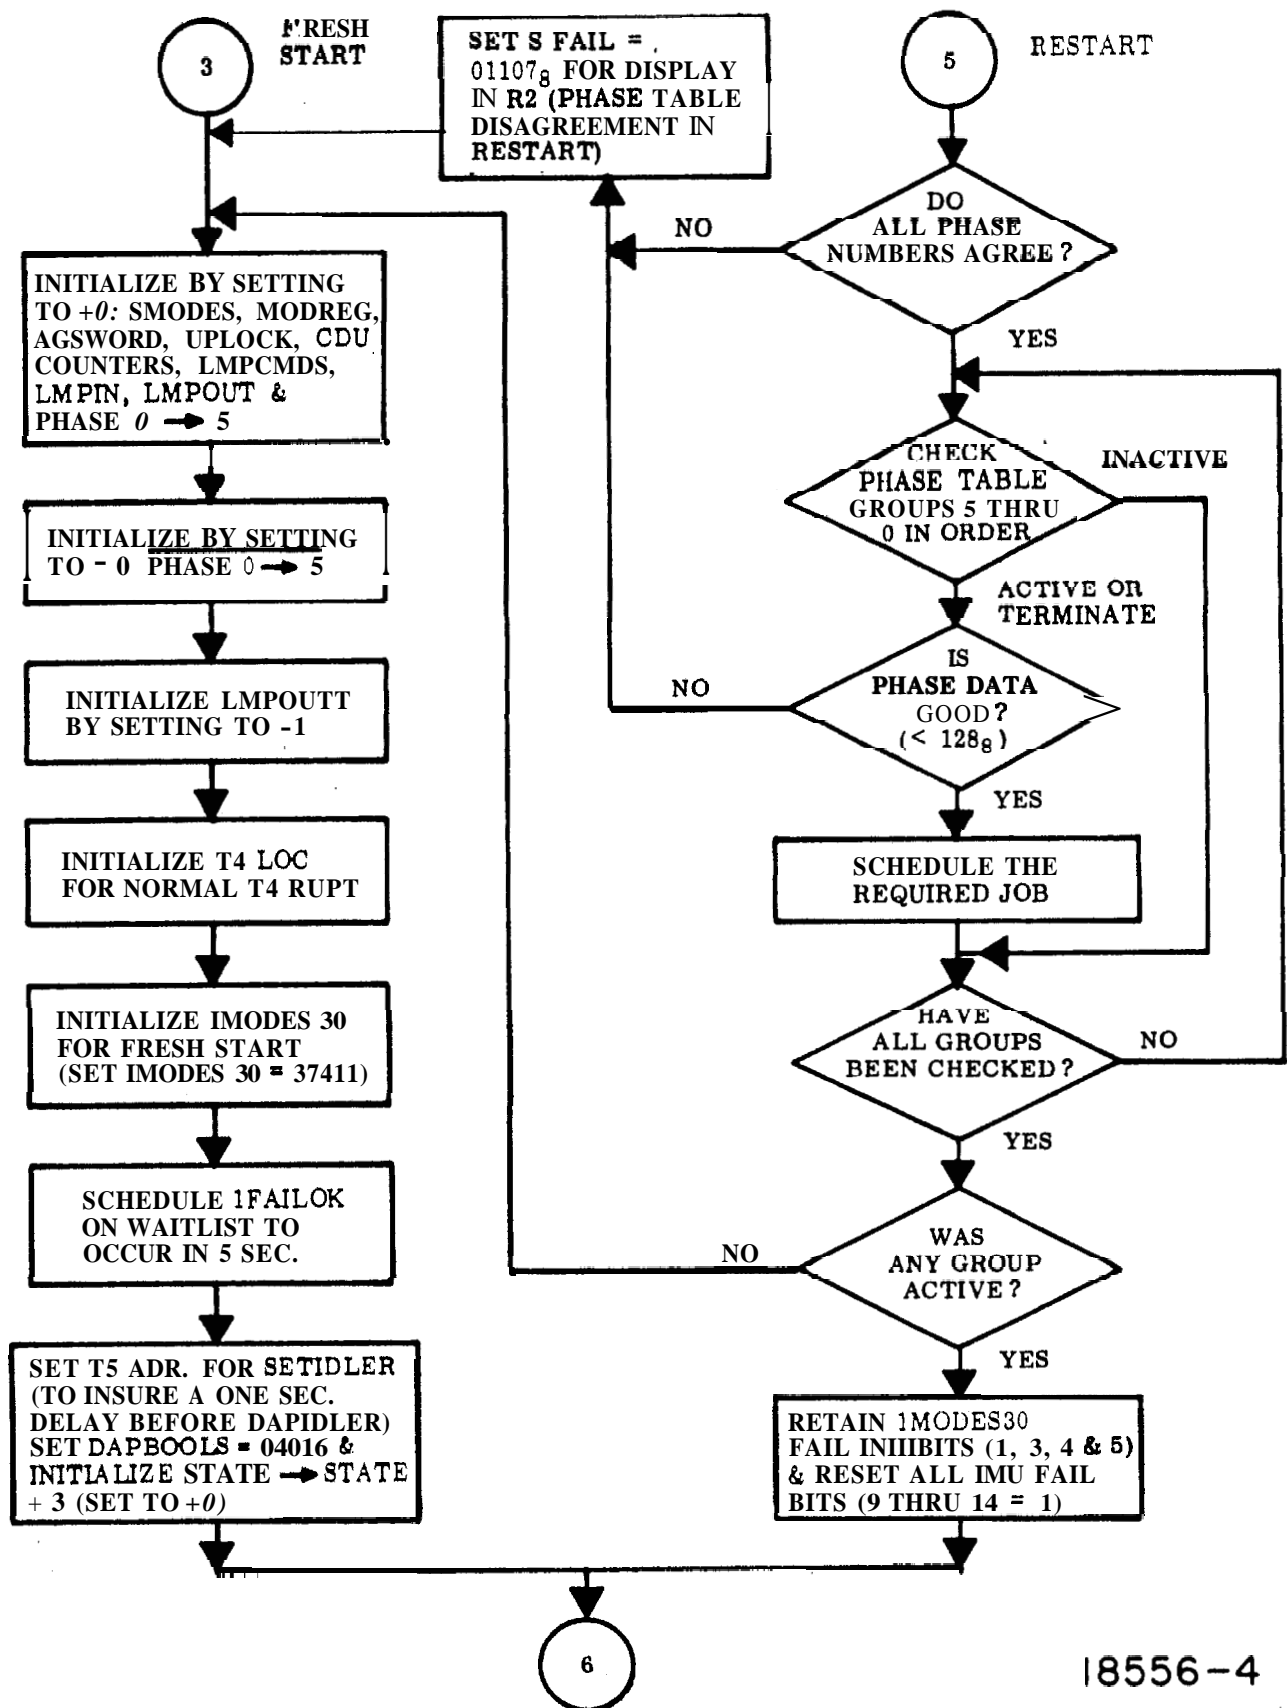 3
FRESH
START
INITIALIZE BY SETTING
TO +0: SMODES, MODREG,
AGSWORD, UPLOCK, CDU
COUNTERS, LMPCMDS,
LMPIN, LMPOUT &
PHASE 0 → 5
INITIALIZE BY SETTING
TO - 0 PHASE 0 → 5
INITIALIZE LMPOUTT
BY SETTING TO -1
INITIALIZE T4 LOC
FOR NORMAL T4 RUPT
INITIALIZE IMODES 30
FOR FRESH START
(SET IMODES 30 = 37411)
SCHEDULE 1FAILOK
ON WAITLIST TO
OCCUR IN 5 SEC.
SET T5 ADR. FOR SETIDLER
(TO INSURE A ONE SEC.
DELAY BEFORE DAPIDLER)
SET DAPBOOLS = 04016 &
INITIALIZE STATE → STATE
+ 3 (SET TO +0)
SET S FAIL =
01107₈ FOR DISPLAY
IN R2 (PHASE TABLE
DISAGREEMENT IN
RESTART)
5
RESTART
DO
ALL PHASE
NUMBERS AGREE?
NO
YES
CHECK
PHASE TABLE
GROUPS 5 THRU
0 IN ORDER
INACTIVE
ACTIVE OR
TERMINATE
IS
PHASE DATA
GOOD?
(< 128₈)
NO
YES
SCHEDULE THE
REQUIRED JOB
HAVE
ALL GROUPS
BEEN CHECKED?
NO
YES
WAS
ANY GROUP
ACTIVE?
NO
YES
RETAIN 1MODES30
FAIL INHIBITS (1, 3, 4 & 5)
& RESET ALL IMU FAIL
BITS (9 THRU 14 = 1)
6
18556-4